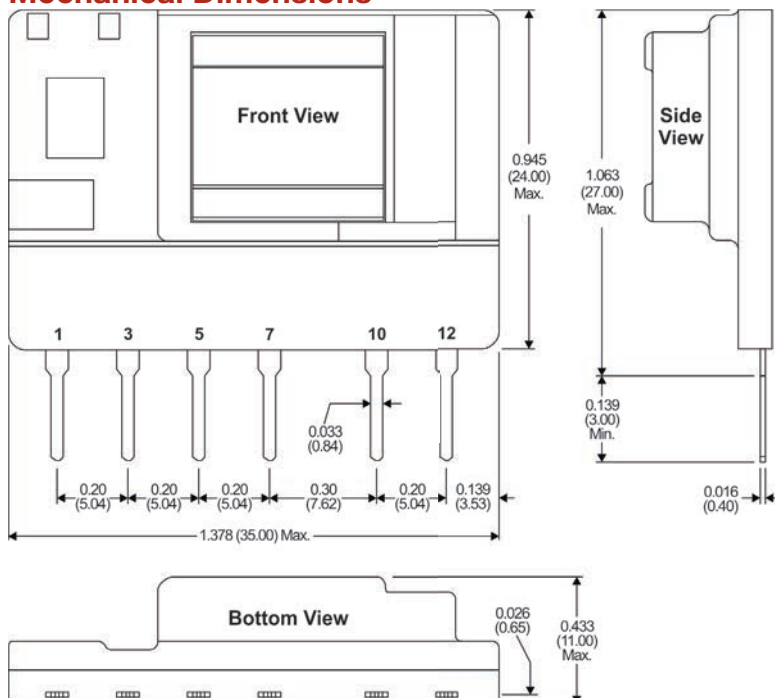 Mechanical Dimensions
Front View
Side
View
0.945
(24.00)
Max.
1.063
(27.00)
Max.
1 3 5 7 10 12
0.033
(0.84)
0.139
(3.00)
Min.
0.20
(5.04)
0.20
(5.04)
0.20
(5.04)
0.30
(7.62)
0.20
(5.04)
0.139
(3.53)
0.016
(0.40)
1.378 (35.00) Max.
Bottom View
0.026
(0.65)
0.433
(11.00)
Max.